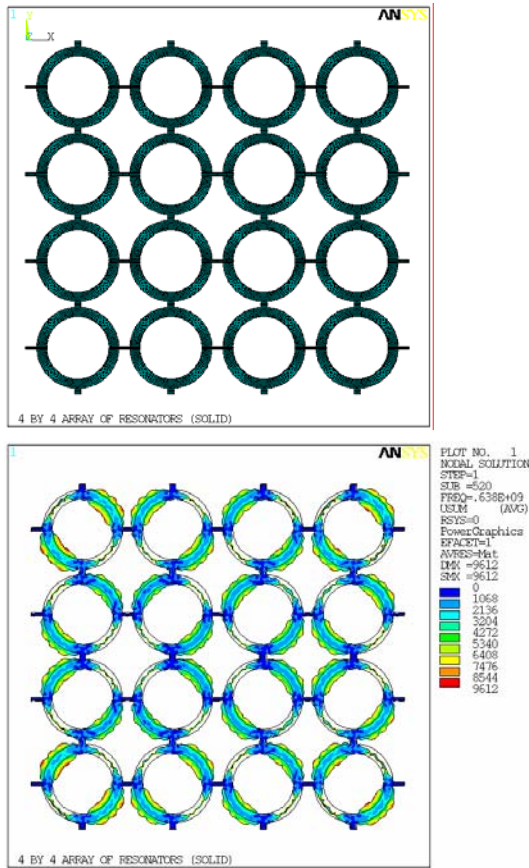 1
ANSYS
Y
Z X
4 BY 4 ARRAY OF RESONATORS (SOLID)
1
ANSYS
PLOT NO. 1
NODAL SOLUTION
STEP=1
SUB =520
FREQ=.638E+09
USUM (AVG)
RSYS=0
PowerGraphics
EFACET=1
AVRES=Mat
DMX =9612
SMX =9612
0
1068
2136
3204
4272
5340
6408
7476
8544
9612
4 BY 4 ARRAY OF RESONATORS (SOLID)